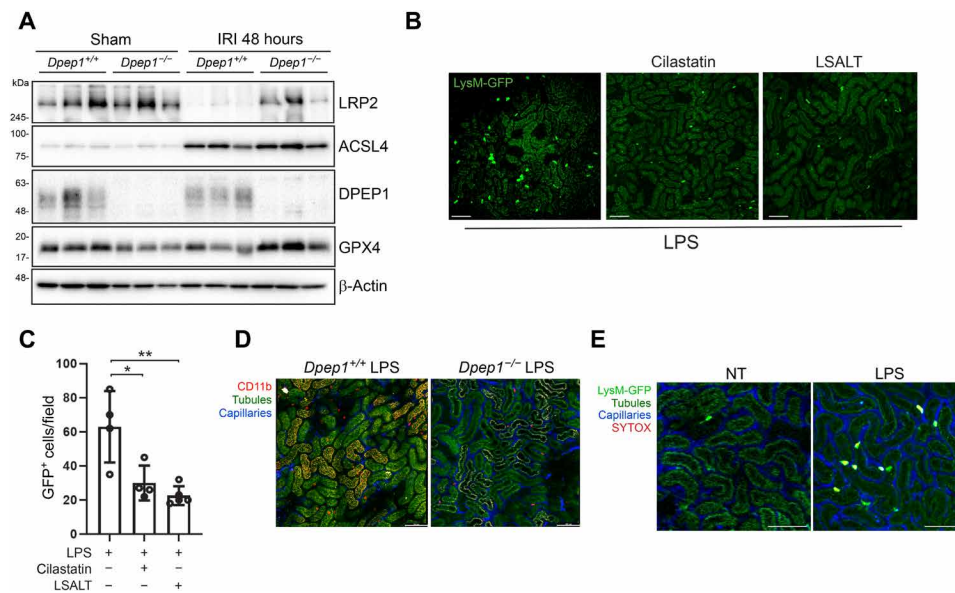 A
Sham
IRI 48 hours
Dpep1+/+
Dpep1−/−
Dpep1+/+
Dpep1−/−
kDa
245-
LRP2
100-
75-
ACSL4
63-
48-
DPEP1
20-
17-
GPX4
48-
β-Actin
B
Cilastatin
LSALT
LysM-GFP
LPS
C
GFP+ cells/field
100
80
60
40
20
0
**
*
LPS + + +
Cilastatin − + −
LSALT − − +
D
Dpep1+/+ LPS
Dpep1−/− LPS
CD11b
Tubules
Capillaries
E
NT
LPS
LysM-GFP
Tubules
Capillaries
SYTOX